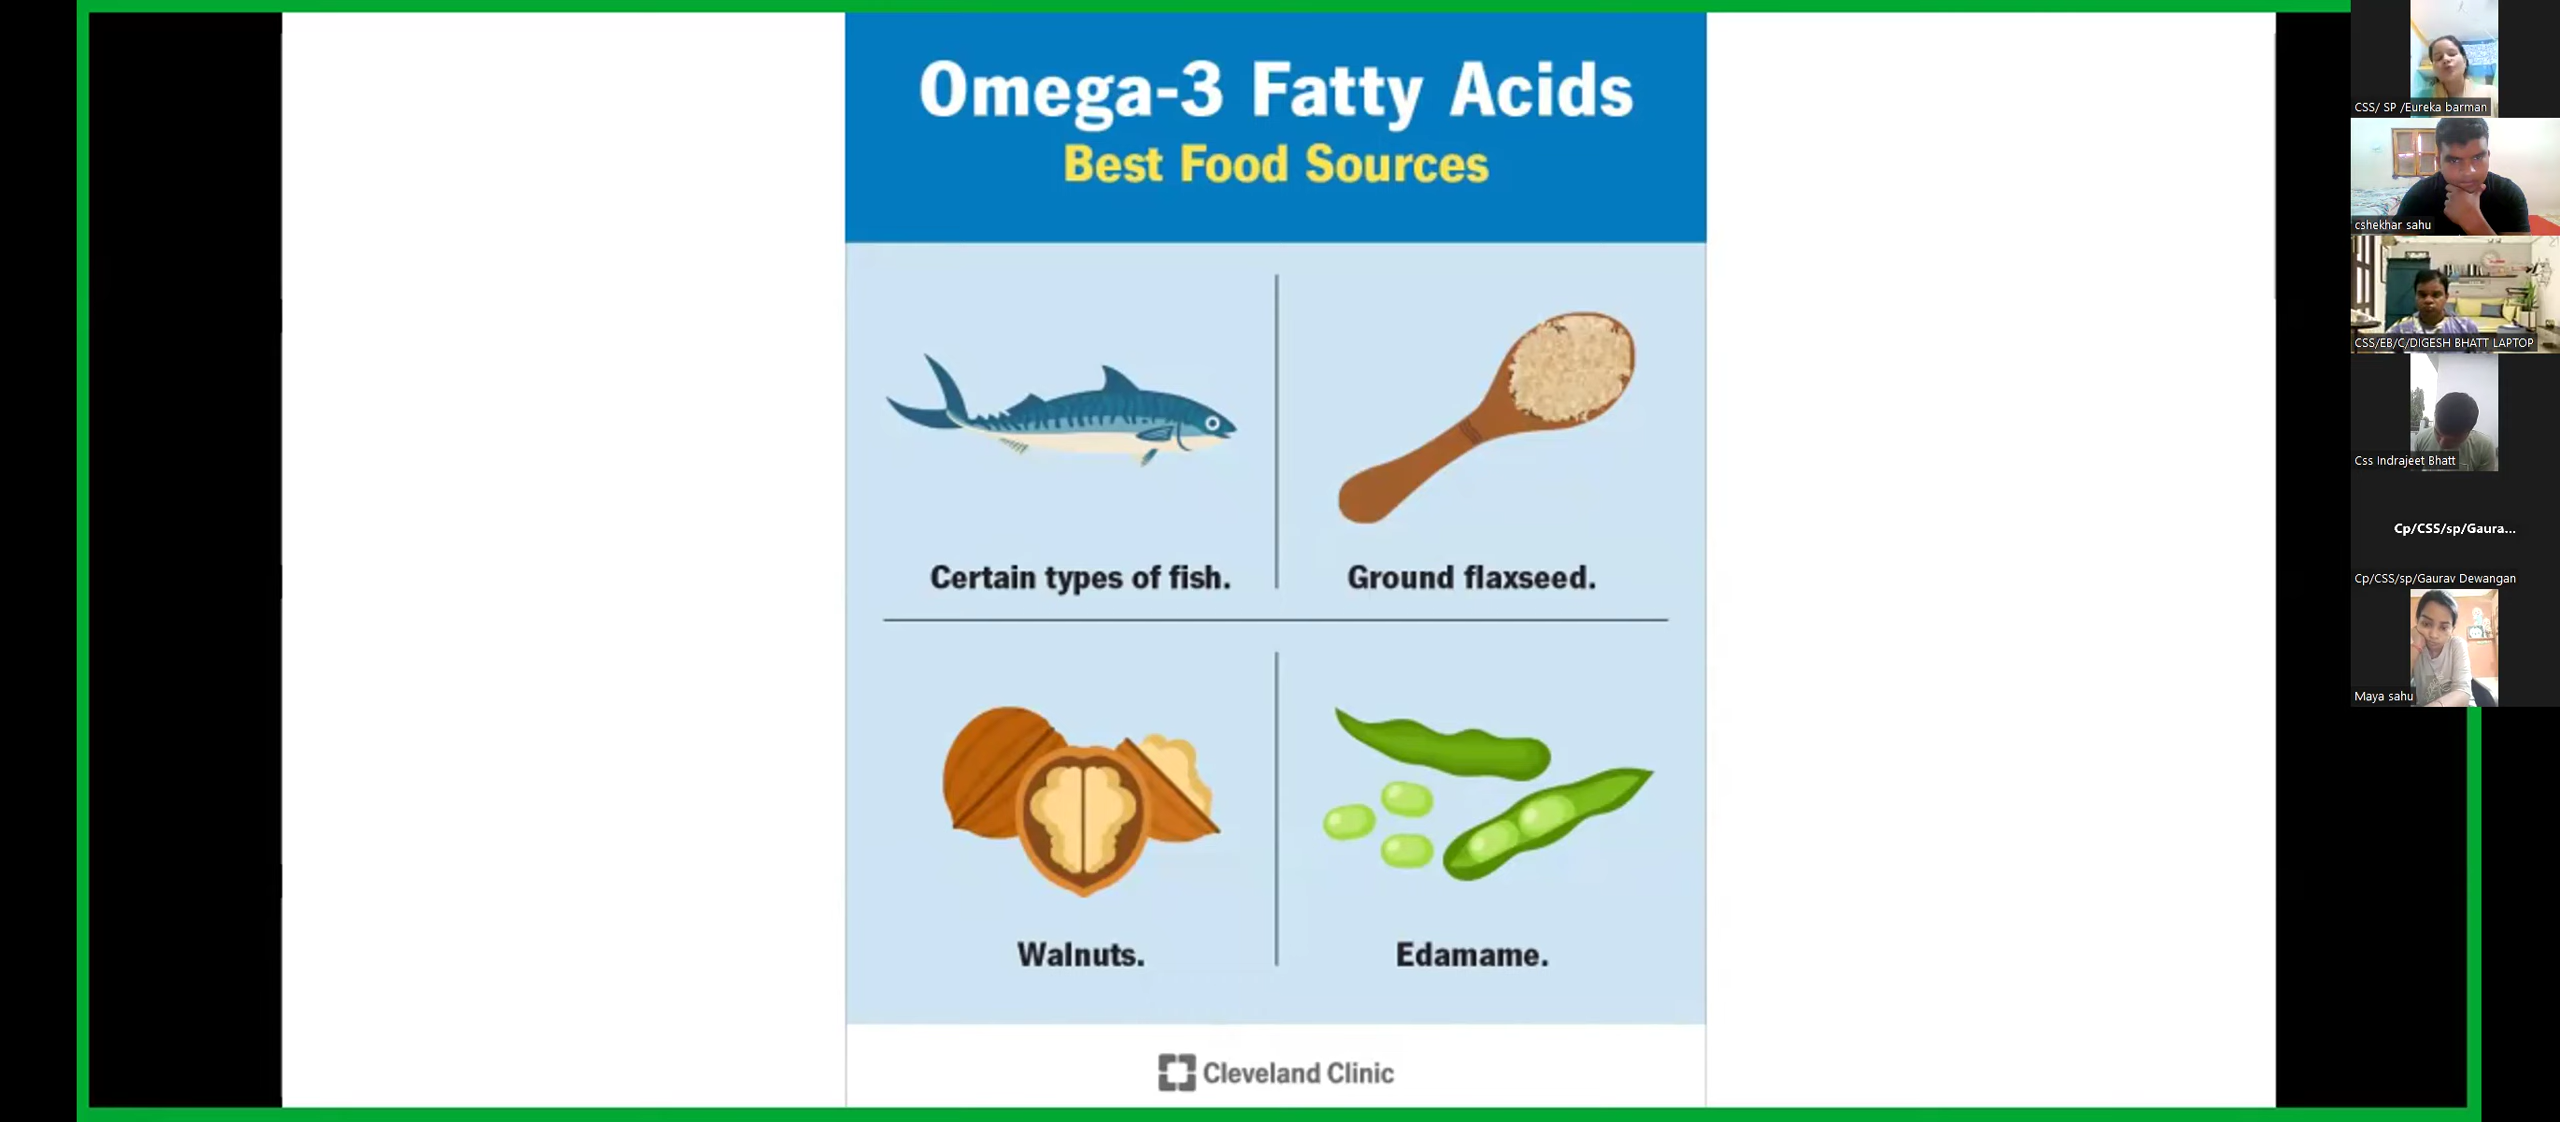 Omega-3 Fatty Acids
Best Food Sources
Certain types of fish.
Ground flaxseed.
Walnuts.
Edamame.
Cleveland Clinic
CSS/ SP /Eureka barman
cshekhar sahu
CSS/EB/C/DIGESH BHATT LAPTOP
Css Indrajeet Bhatt
Cp/CSS/sp/Gaura...
Cp/CSS/sp/Gaurav Dewangan
Maya sahu